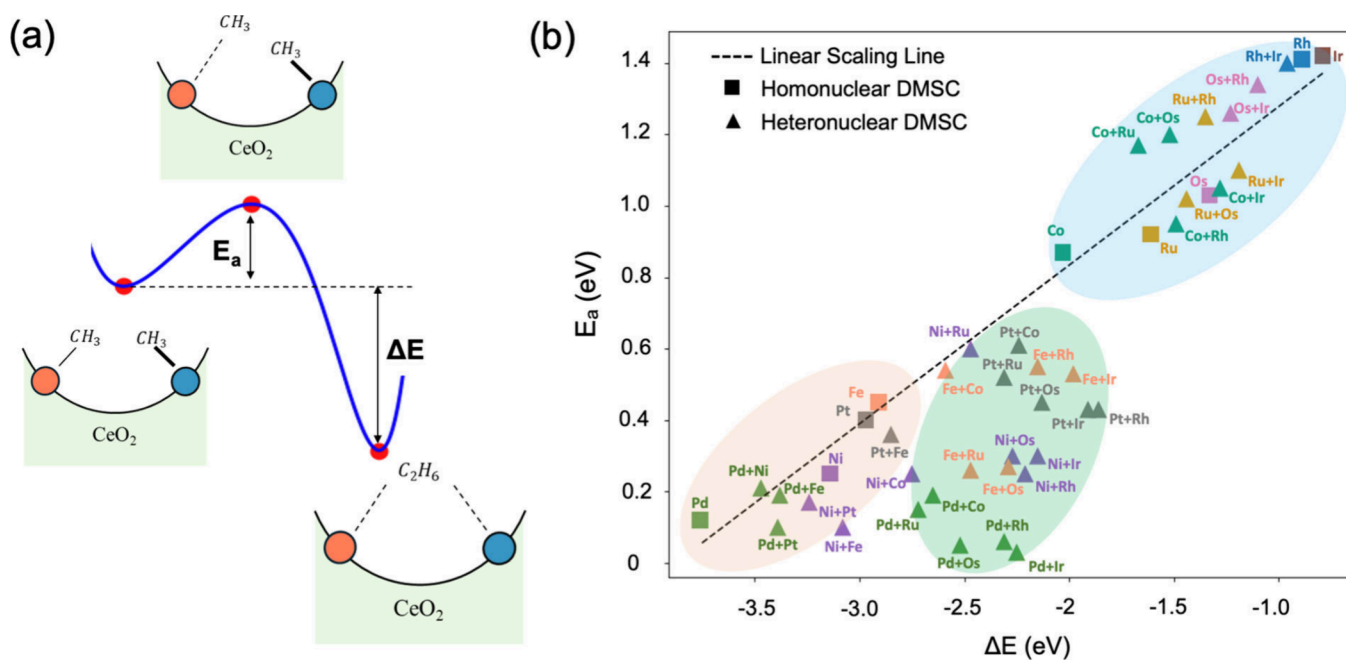 (a)
CH₃
CH₃
CeO₂
Eₐ
ΔE
CH₃
CH₃
CeO₂
C₂H₆
CeO₂
(b)
Linear Scaling Line
Homonuclear DMSC
Heteronuclear DMSC
Eₐ (eV)
1.4
1.2
1.0
0.8
0.6
0.4
0.2
0
-3.5
-3.0
-2.5
-2
-1.5
-1.0
ΔE (eV)
Rh+Ir
Rh
Ir
Os+Rh
Ru+Rh
Os+Ir
Co+Os
Co+Ru
Ru+Ir
Os
Co+Ir
Ru+Os
Co+Rh
Ru
Co
Ni+Ru
Pt+Co
Fe+Rh
Pt+Ru
Fe+Ir
Fe+Co
Pt+Os
Pt+Ir
Pt+Rh
Fe
Pt
Pt+Fe
Ni+Os
Fe+Ru
Ni+Ir
Fe+Os
Ni+Rh
Ni+Co
Ni
Pd+Ni
Pd+Fe
Pd
Ni+Pt
Pd+Co
Pd+Ru
Pd+Pt
Ni+Fe
Pd+Rh
Pd+Os
Pd+Ir